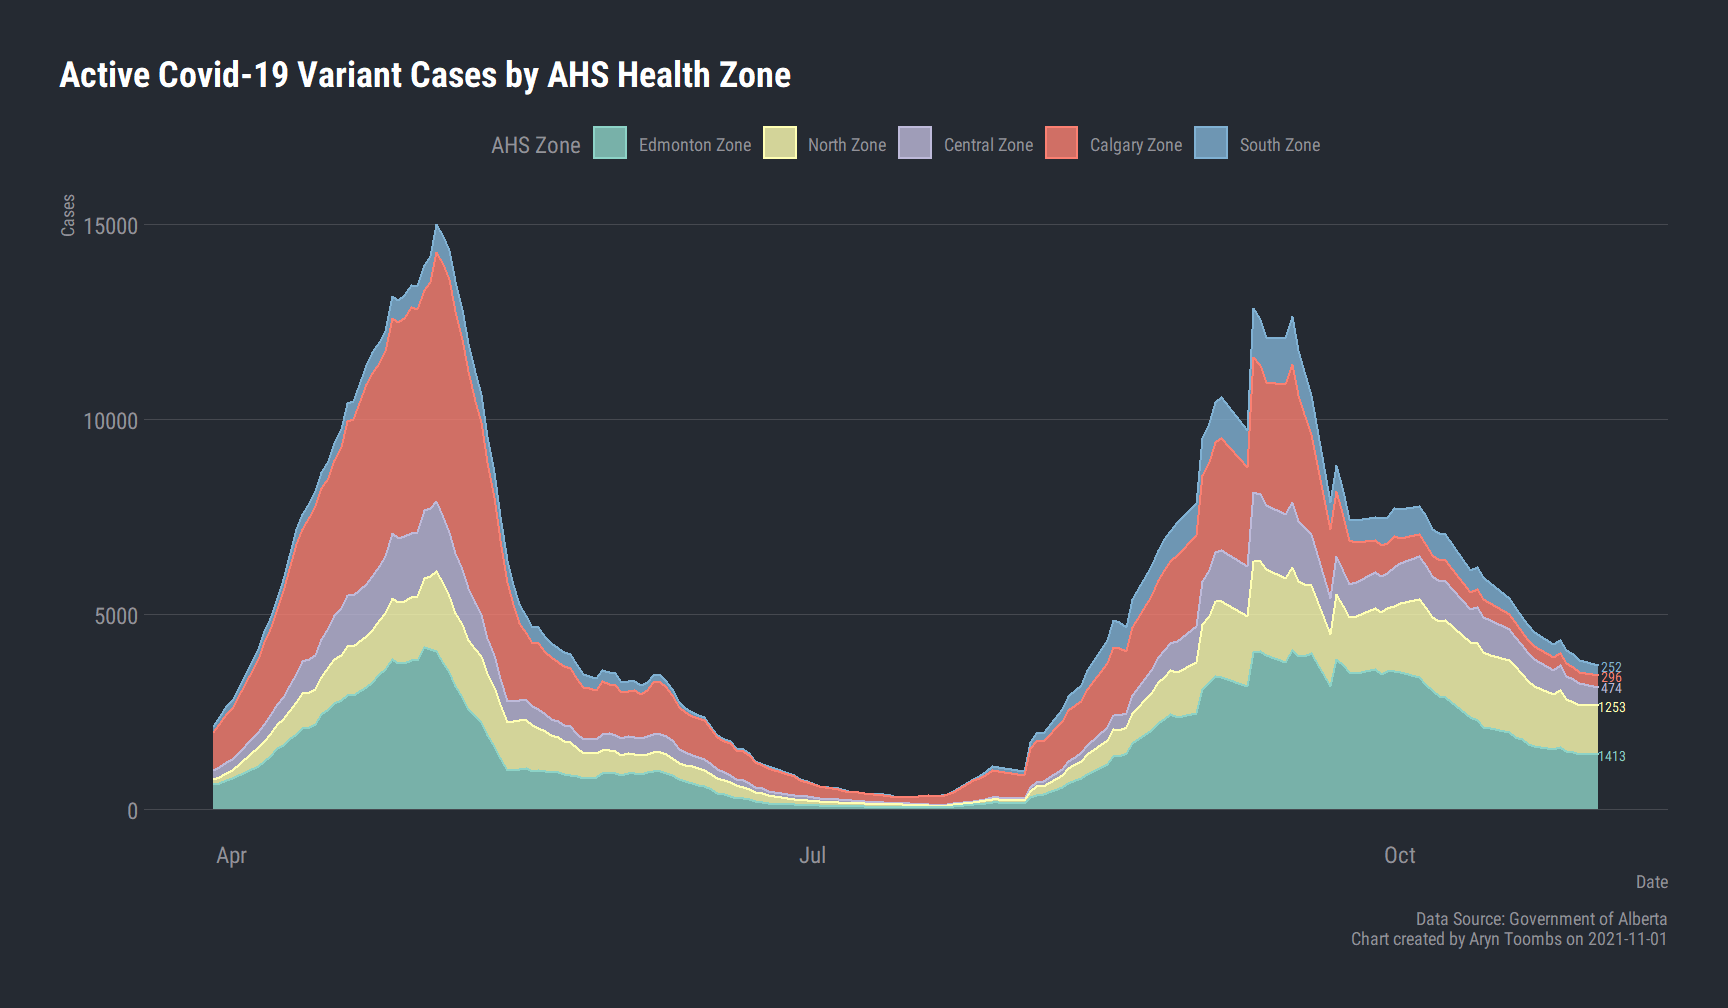 Active Covid-19 Variant Cases by AHS Health Zone
AHS Zone Edmonton Zone North Zone Central Zone Calgary Zone South Zone
Cases
15000
10000
5000
0
252
296
474
1253
1413
Apr Jul Oct
Date
Data Source: Government of Alberta
Chart created by Aryn Toombs on 2021-11-01